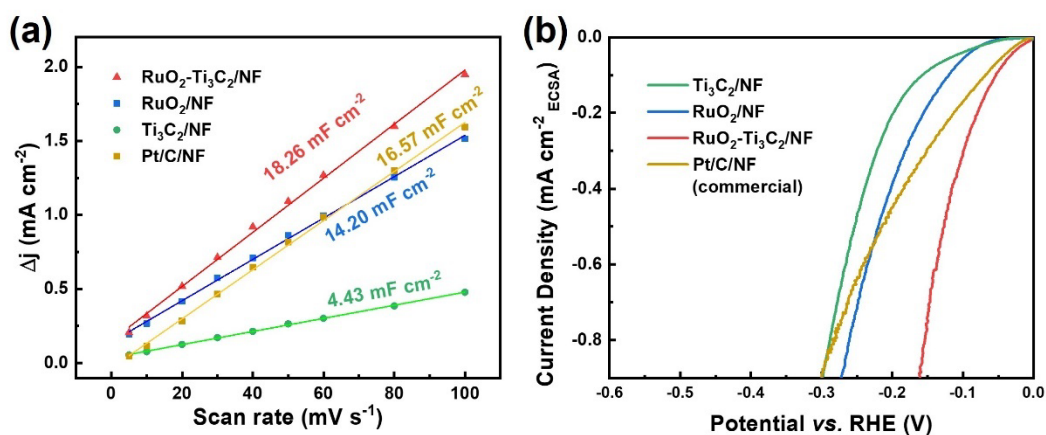 (a)
Δj (mA cm⁻²)
2.0
1.5
1.0
0.5
0.0
RuO₂-Ti₃C₂/NF
RuO₂/NF
Ti₃C₂/NF
Pt/C/NF
18.26 mF cm⁻²
16.57 mF cm⁻²
14.20 mF cm⁻²
4.43 mF cm⁻²
0 20 40 60 80 100
Scan rate (mV s⁻¹)
(b)
Current Density (mA cm⁻²ECSA)
0.0
-0.2
-0.4
-0.6
-0.8
Ti₃C₂/NF
RuO₂/NF
RuO₂-Ti₃C₂/NF
Pt/C/NF
(commercial)
-0.6 -0.5 -0.4 -0.3 -0.2 -0.1 0.0
Potential vs. RHE (V)